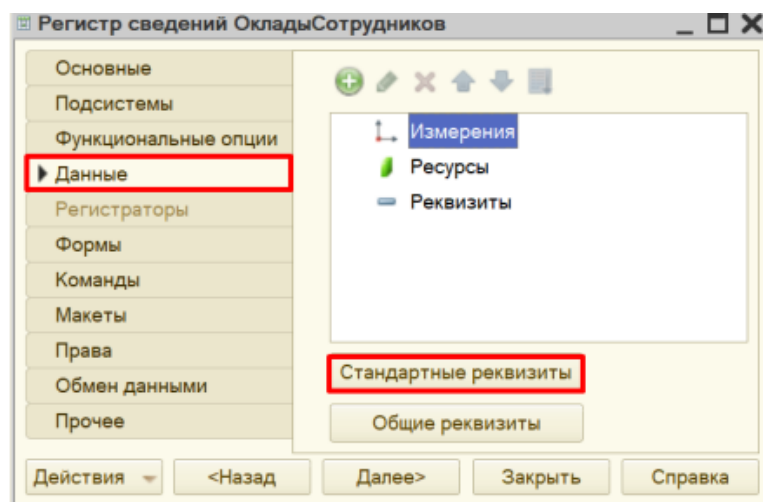 Регистр сведений ОкладыСотрудников
Основные
Подсистемы
Функциональные опции
Данные
Регистраторы
Формы
Команды
Макеты
Права
Обмен данными
Прочее
Измерения
Ресурсы
Реквизиты
Стандартные реквизиты
Общие реквизиты
Действия
<Назад
Далее>
Закрыть
Справка